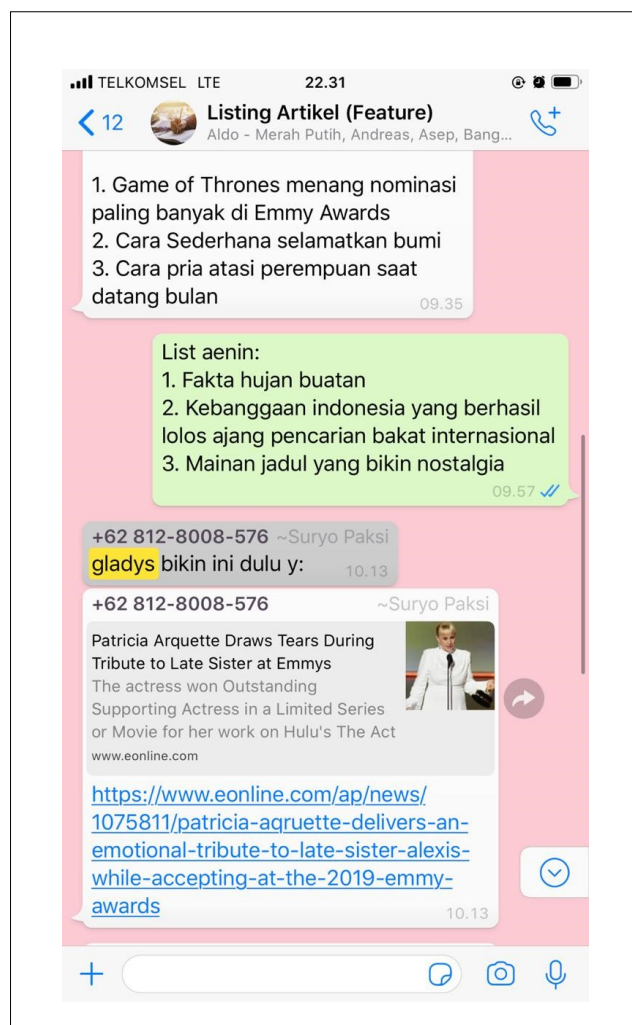 TELKOMSEL LTE 22.31
12 Listing Artikel (Feature)
Aldo - Merah Putih, Andreas, Asep, Bang...
1. Game of Thrones menang nominasi
paling banyak di Emmy Awards
2. Cara Sederhana selamatkan bumi
3. Cara pria atasi perempuan saat
datang bulan
09.35
List aenin:
1. Fakta hujan buatan
2. Kebanggaan indonesia yang berhasil
lolos ajang pencarian bakat internasional
3. Mainan jadul yang bikin nostalgia
09.57
+62 812-8008-576 ~Suryo Paksi
gladys bikin ini dulu y: 10.13
+62 812-8008-576 ~Suryo Paksi
Patricia Arquette Draws Tears During
Tribute to Late Sister at Emmys
The actress won Outstanding
Supporting Actress in a Limited Series
or Movie for her work on Hulu's The Act
www.eonline.com
https://www.eonline.com/ap/news/
1075811/patricia-aqruette-delivers-an-
emotional-tribute-to-late-sister-alexis-
while-accepting-at-the-2019-emmy-
awards
10.13